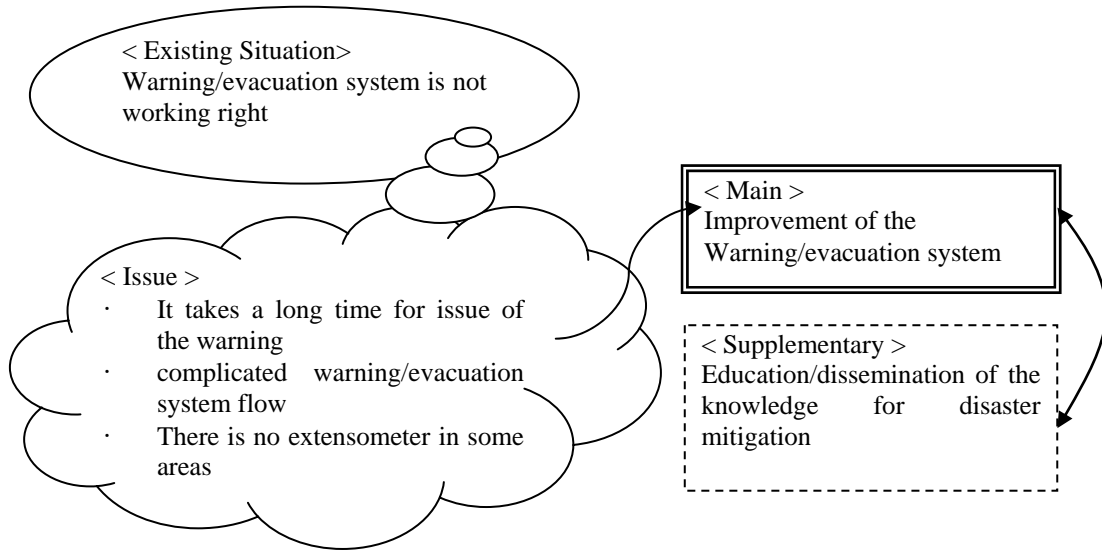 < Existing Situation>
Warning/evacuation system is not
working right
< Issue >
· It takes a long time for issue of
the warning
· complicated warning/evacuation
system flow
· There is no extensometer in some
areas
< Main >
Improvement of the
Warning/evacuation system
< Supplementary >
Education/dissemination of the
knowledge for disaster
mitigation